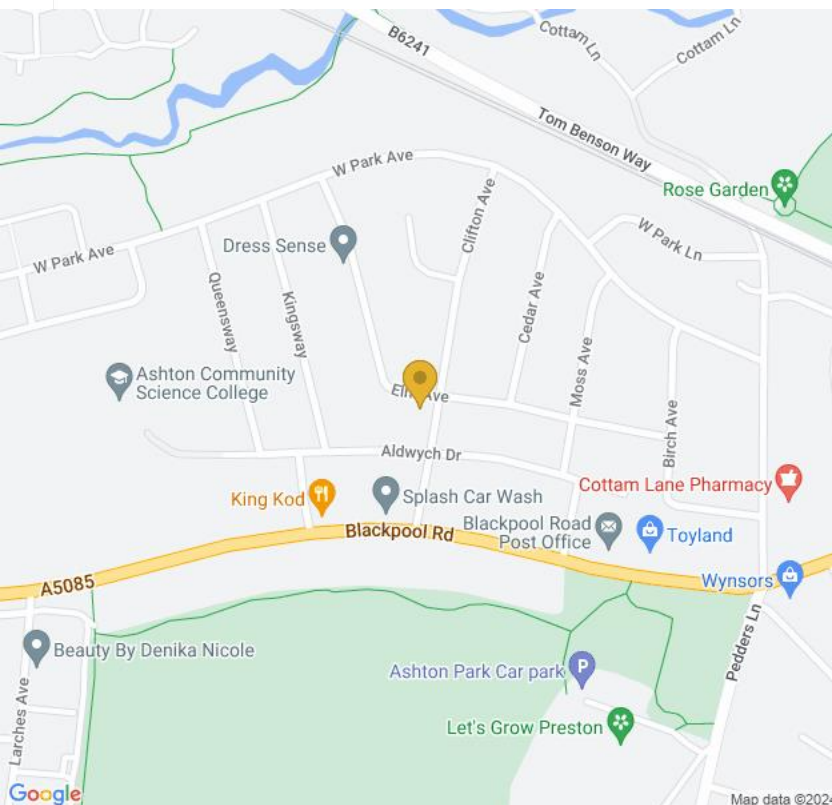 B6241
Cottam Ln
Cottam Ln
Tom Benson Way
W Park Ave
Rose Garden
Clifton Ave
Dress Sense
W Park Ln
W Park Ave
Queensway
Kingsway
Cedar Ave
Moss Ave
Ashton Community
Science College
Elm Ave
Birch Ave
Aldwych Dr
Cottam Lane Pharmacy
King Kod
Splash Car Wash
Blackpool Road
Post Office
Blackpool Rd
Toyland
A5085
Wynsors
Pedders Ln
Beauty By Denika Nicole
Ashton Park Car park
P
Larches Ave
Let's Grow Preston
Google
Map data ©2024